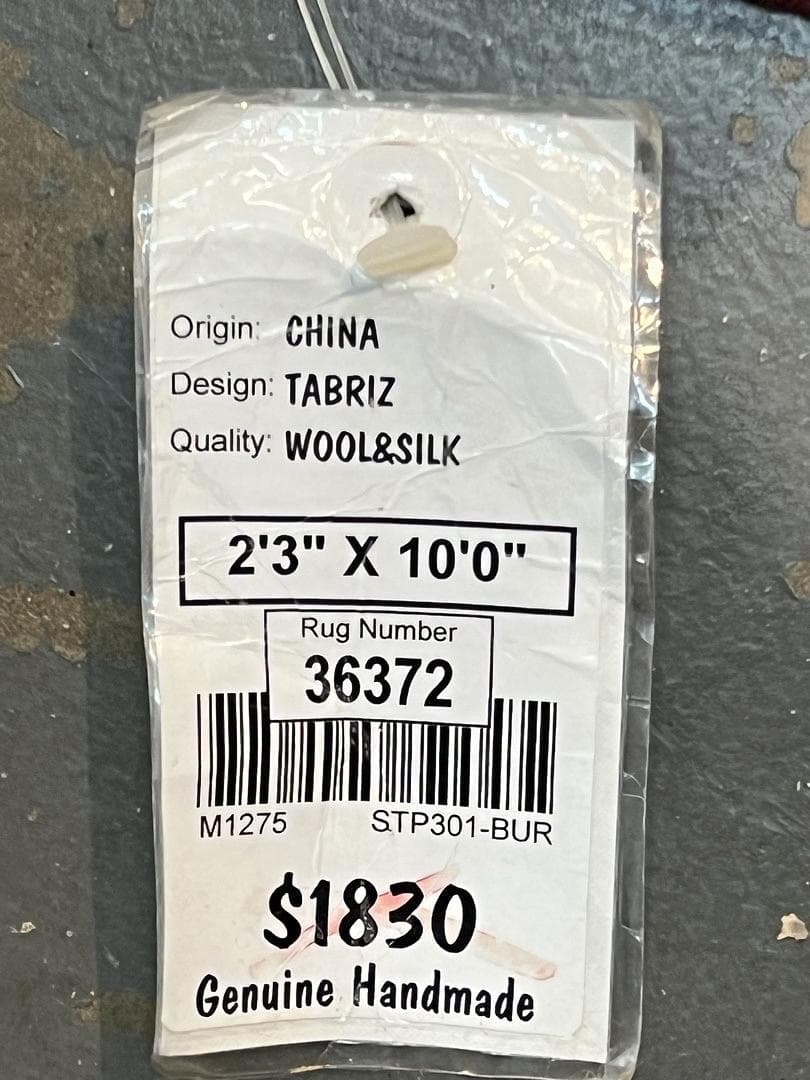 Origin: CHINA
Design: TABRIZ
Quality: WOOL&SILK
2'3" X 10'0"
Rug Number
36372
M1275 STP301-BUR
$1830
Genuine Handmade